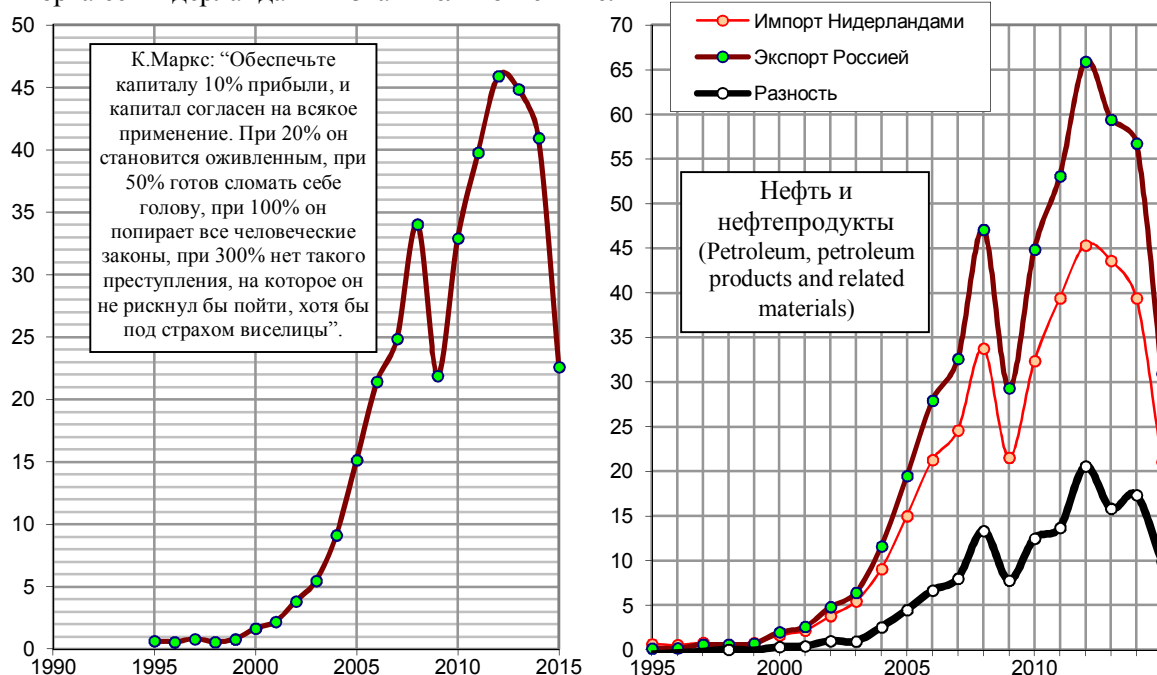 50
45
40
35
30
25
20
15
10
5
0
1990
1995
2000
2005
2010
2015
К.Маркс: “Обеспечьте
капиталу 10% прибыли, и
капитал согласен на всякое
применение. При 20% он
становится оживленным, при
50% готов сломать себе
голову, при 100% он
попирает все человеческие
законы, при 300% нет такого
преступления, на которое он
не рискнул бы пойти, хотя бы
под страхом виселицы”.
70
65
60
55
50
45
40
35
30
25
20
15
10
5
0
1995
2000
2005
2010
Импорт Нидерландами
Экспорт Россией
Разность
Нефть и
нефтепродукты
(Petroleum, petroleum
products and related
materials)